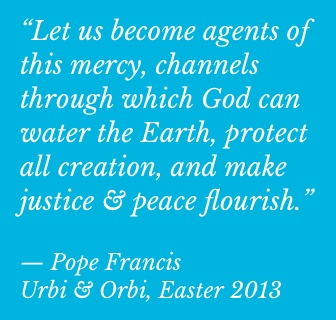 “Let us become agents of
this mercy, channels
through which God can
water the Earth, protect
all creation, and make
justice & peace flourish.”
— Pope Francis
Urbi & Orbi, Easter 2013